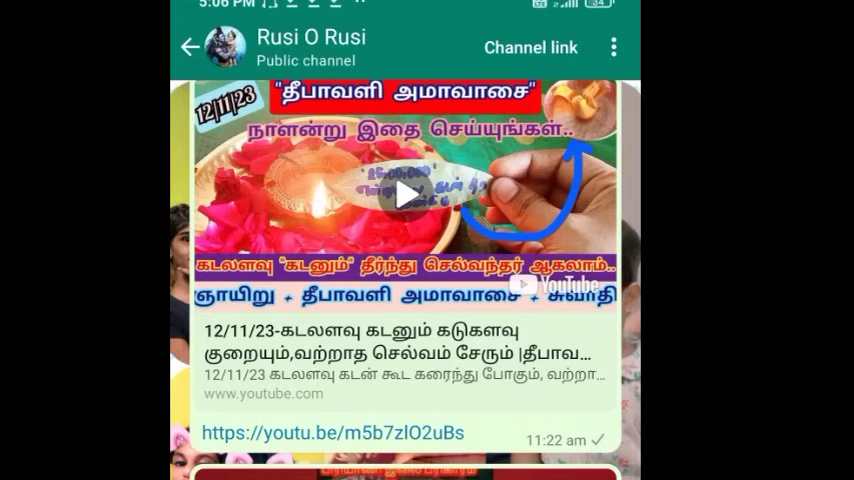 5:06 PM
54
Rusi O Rusi
Public channel
Channel link
12/11/23
"தீபாவளி அமாவாசை"
நாளன்று இதை செய்யுங்கள்..
கடலளவு "கடனும்" தீர்ந்து செல்வந்தர் ஆகலாம்..
YouTube
ஞாயிறு + தீபாவளி அமாவாசை + சுவாதி
12/11/23-கடலளவு கடனும் கடுகளவு
குறையும்,வற்றாத செல்வம் சேரும் |தீபாவ...
12/11/23 கடலளவு கடன் கூட கரைந்து போகும், வற்றா...
www.youtube.com
https://youtu.be/m5b7zlO2uBs
11:22 am